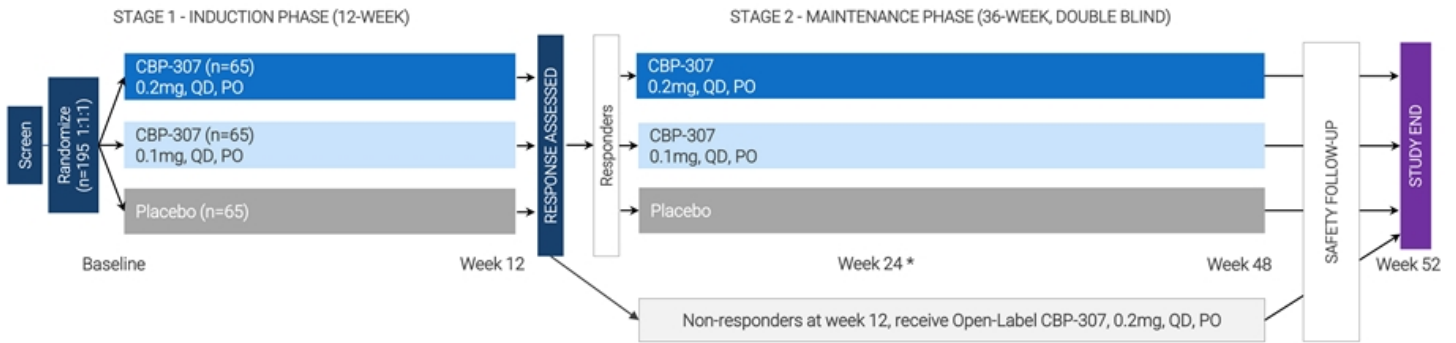 STAGE 1 - INDUCTION PHASE (12-WEEK)
STAGE 2 - MAINTENANCE PHASE (36-WEEK, DOUBLE BLIND)
Screen
Randomize
(n=195 1:1:1)
CBP-307 (n=65)
0.2mg, QD, PO
CBP-307 (n=65)
0.1mg, QD, PO
Placebo (n=65)
RESPONSE ASSESSED
Responders
CBP-307
0.2mg, QD, PO
CBP-307
0.1mg, QD, PO
Placebo
SAFETY FOLLOW-UP
STUDY END
Baseline
Week 12
Week 24 *
Week 48
Week 52
Non-responders at week 12, receive Open-Label CBP-307, 0.2mg, QD, PO